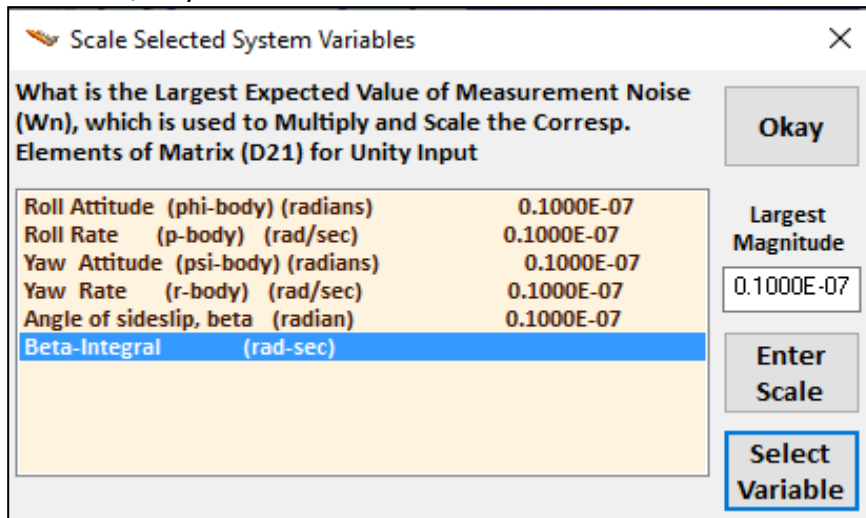 Scale Selected System Variables
What is the Largest Expected Value of Measurement Noise
(Wn), which is used to Multiply and Scale the Corresp.
Elements of Matrix (D21) for Unity Input
Okay
Roll Attitude (phi-body) (radians) 0.1000E-07
Roll Rate (p-body) (rad/sec) 0.1000E-07
Yaw Attitude (psi-body) (radians) 0.1000E-07
Yaw Rate (r-body) (rad/sec) 0.1000E-07
Angle of sideslip, beta (radian) 0.1000E-07
Beta-Integral (rad-sec)
Largest
Magnitude
0.1000E-07
Enter
Scale
Select
Variable